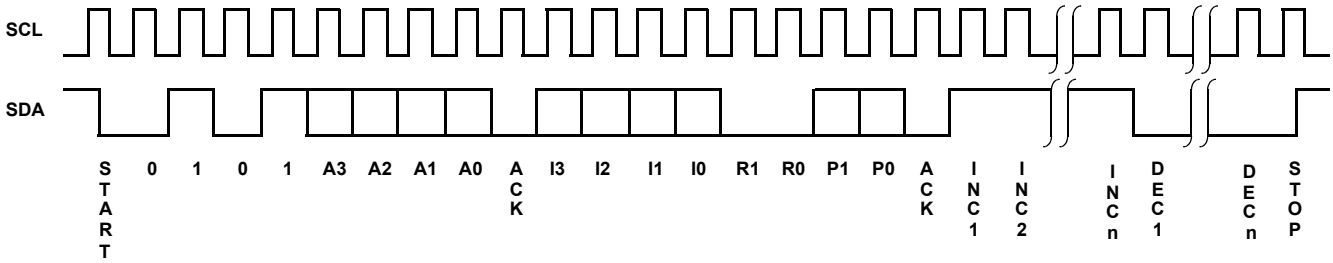 SCL
SDA
START 0 1 0 1 A3 A2 A1 A0 ACK I3 I2 I1 I0 R1 R0 P1 P0 ACK INC1 INC2 INCn DEC1 DECn STOP